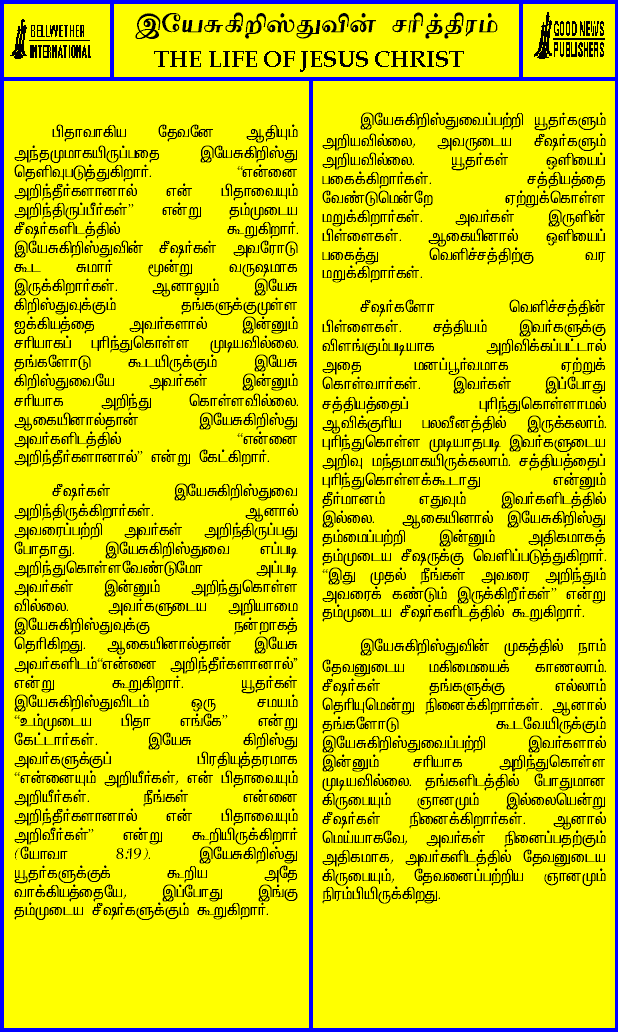 BELLWETHER
INTERNATIONAL
இயேசுகிறிஸ்துவின் சரித்திரம்
THE LIFE OF JESUS CHRIST
GOOD NEWS
PUBLISHERS
பிதாவாகிய தேவனே ஆதியும்
அந்தமுமாகயிருப்பதை இயேசுகிறிஸ்து
தெளிவுபடுத்துகிறார். “என்னை
அறிந்தீர்களானால் என் பிதாவையும்
அறிந்திருப்பீர்கள்” என்று தம்முடைய
சீஷர்களிடத்தில் கூறுகிறார்.
இயேசுகிறிஸ்துவின் சீஷர்கள் அவரோடு
கூட சுமார் மூன்று வருஷமாக
இருக்கிறார்கள். ஆனாலும் இயேசு
கிறிஸ்துவுக்கும் தங்களுக்குமுள்ள
ஐக்கியத்தை அவர்களால் இன்னும்
சரியாகப் புரிந்துகொள்ள முடியவில்லை.
தங்களோடு கூடயிருக்கும் இயேசு
கிறிஸ்துவையே அவர்கள் இன்னும்
சரியாக அறிந்து கொள்ளவில்லை.
ஆகையினால்தான் இயேசுகிறிஸ்து
அவர்களிடத்தில் “என்னை
அறிந்தீர்களானால்” என்று கேட்கிறார்.
சீஷர்கள் இயேசுகிறிஸ்துவை
அறிந்திருக்கிறார்கள். ஆனால்
அவரைப்பற்றி அவர்கள் அறிந்திருப்பது
போதாது. இயேசுகிறிஸ்துவை எப்படி
அறிந்துகொள்ளவேண்டுமோ அப்படி
அவர்கள் இன்னும் அறிந்துகொள்ள
வில்லை. அவர்களுடைய அறியாமை
இயேசுகிறிஸ்துவுக்கு நன்றாகத்
தெரிகிறது. ஆகையினால்தான் இயேசு
அவர்களிடம்“என்னை அறிந்தீர்களானால்”
என்று கூறுகிறார். யூதர்கள்
இயேசுகிறிஸ்துவிடம் ஒரு சமயம்
“உம்முடைய பிதா எங்கே” என்று
கேட்டார்கள். இயேசு கிறிஸ்து
அவர்களுக்குப் பிரதியுத்தரமாக
“என்னையும் அறியீர்கள், என் பிதாவையும்
அறியீர்கள். நீங்கள் என்னை
அறிந்தீர்களானால் என் பிதாவையும்
அறிவீர்கள்” என்று கூறியிருக்கிறார்
(யோவா 8:19). இயேசுகிறிஸ்து
யூதர்களுக்குக் கூறிய அதே
வாக்கியத்தையே, இப்போது இங்கு
தம்முடைய சீஷர்களுக்கும் கூறுகிறார்.
இயேசுகிறிஸ்துவைப்பற்றி யூதர்களும்
அறியவில்லை, அவருடைய சீஷர்களும்
அறியவில்லை. யூதர்கள் ஒளியைப்
பகைக்கிறார்கள். சத்தியத்தை
வேண்டுமென்றே ஏற்றுக்கொள்ள
மறுக்கிறார்கள். அவர்கள் இருளின்
பிள்ளைகள். ஆகையினால் ஒளியைப்
பகைத்து வெளிச்சத்திற்கு வர
மறுக்கிறார்கள்.
சீஷர்களோ வெளிச்சத்தின்
பிள்ளைகள். சத்தியம் இவர்களுக்கு
விளங்கும்படியாக அறிவிக்கப்பட்டால்
அதை மனப்பூர்வமாக ஏற்றுக்
கொள்வார்கள். இவர்கள் இப்போது
சத்தியத்தைப் புரிந்துகொள்ளாமல்
ஆவிக்குரிய பலவீனத்தில் இருக்கலாம்.
புரிந்துகொள்ள முடியாதபடி இவர்களுடைய
அறிவு மந்தமாகயிருக்கலாம். சத்தியத்தைப்
புரிந்துகொள்ளக்கூடாது என்னும்
தீர்மானம் எதுவும் இவர்களிடத்தில்
இல்லை. ஆகையினால் இயேசுகிறிஸ்து
தம்மைப்பற்றி இன்னும் அதிகமாகத்
தம்முடைய சீஷருக்கு வெளிப்படுத்துகிறார்.
“இது முதல் நீங்கள் அவரை அறிந்தும்
அவரைக் கண்டும் இருக்கிறீர்கள்” என்று
தம்முடைய சீஷர்களிடத்தில் கூறுகிறார்.
இயேசுகிறிஸ்துவின் முகத்தில் நாம்
தேவனுடைய மகிமையைக் காணலாம்.
சீஷர்கள் தங்களுக்கு எல்லாம்
தெரியுமென்று நினைக்கிறார்கள். ஆனால்
தங்களோடு கூடவேயிருக்கும்
இயேசுகிறிஸ்துவைப்பற்றி இவர்களால்
இன்னும் சரியாக அறிந்துகொள்ள
முடியவில்லை. தங்களிடத்தில் போதுமான
கிருபையும் ஞானமும் இல்லையென்று
சீஷர்கள் நினைக்கிறார்கள். ஆனால்
மெய்யாகவே, அவர்கள் நினைப்பதற்கும்
அதிகமாக, அவர்களிடத்தில் தேவனுடைய
கிருபையும், தேவனைப்பற்றிய ஞானமும்
நிரம்பியிருக்கிறது.